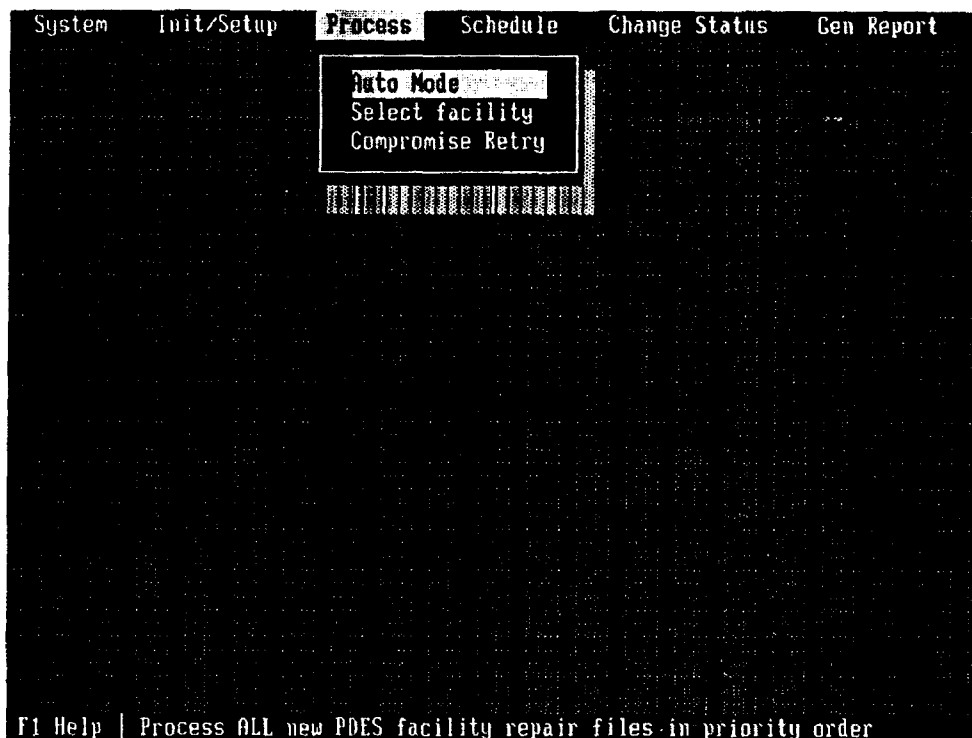 System Init/Setup Process Schedule Change Status Gen Report
Auto Mode
Select facility
Compromise Retry
F1 Help | Process ALL new PDES facility repair files in priority order